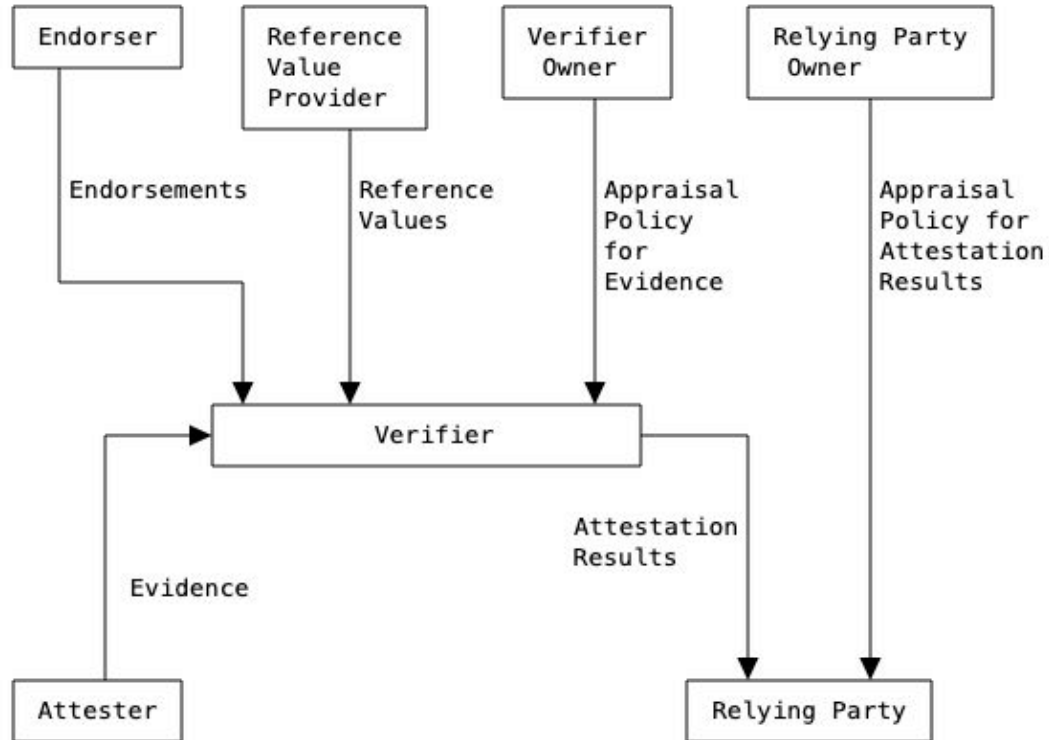 Endorser
Reference
Value
Provider
Verifier
Owner
Relying Party
Owner
Endorsements
Reference
Values
Appraisal
Policy
for
Evidence
Appraisal
Policy for
Attestation
Results
Verifier
Attestation
Results
Evidence
Attester
Relying Party